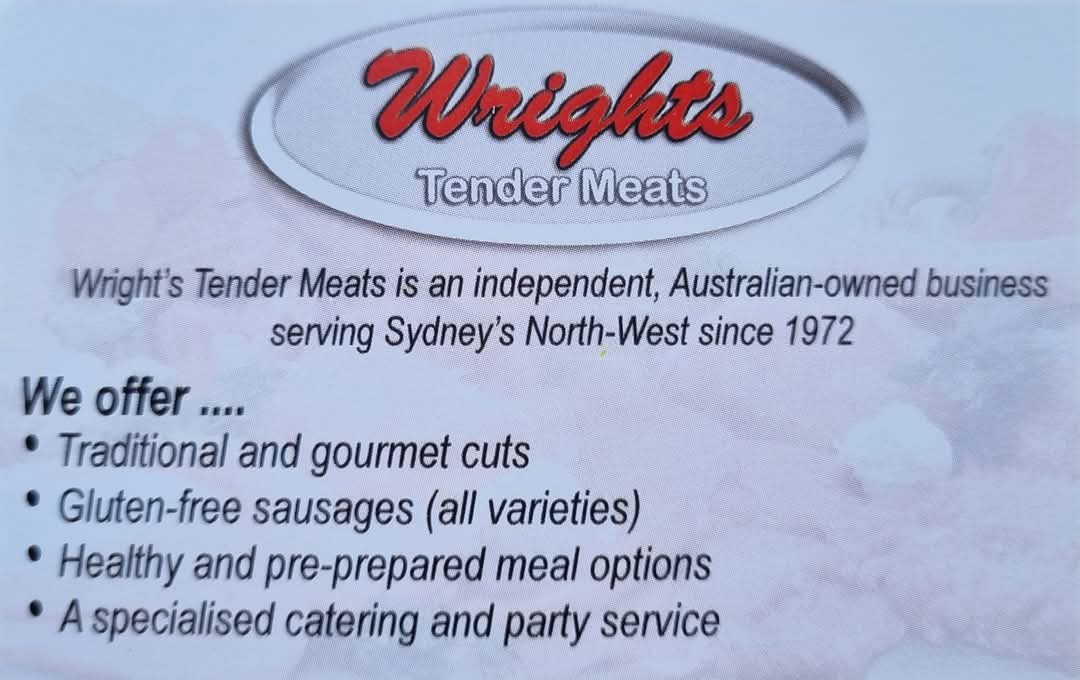 Wrights
Tender Meats
Wright's Tender Meats is an independent, Australian-owned business
serving Sydney's North-West since 1972
We offer ....
• Traditional and gourmet cuts
• Gluten-free sausages (all varieties)
• Healthy and pre-prepared meal options
• A specialised catering and party service